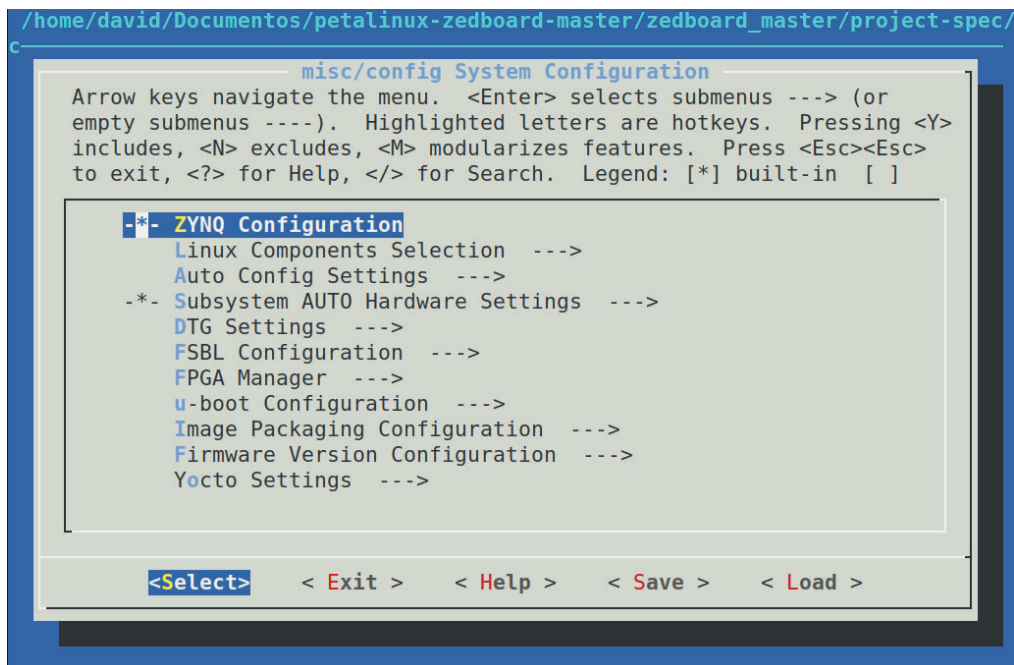 /home/david/Documentos/petalinux-zedboard-master/zedboard_master/project-spec/
c
misc/config System Configuration
Arrow keys navigate the menu.  <Enter> selects submenus ---> (or
empty submenus ----).  Highlighted letters are hotkeys.  Pressing <Y>
includes, <N> excludes, <M> modularizes features.  Press <Esc><Esc>
to exit, <?> for Help, </> for Search.  Legend: [*] built-in  [ ]
-*- ZYNQ Configuration
Linux Components Selection  --->
Auto Config Settings  --->
-*- Subsystem AUTO Hardware Settings  --->
DTG Settings  --->
FSBL Configuration  --->
FPGA Manager  --->
u-boot Configuration  --->
Image Packaging Configuration  --->
Firmware Version Configuration  --->
Yocto Settings  --->
<Select>    < Exit >    < Help >    < Save >    < Load >